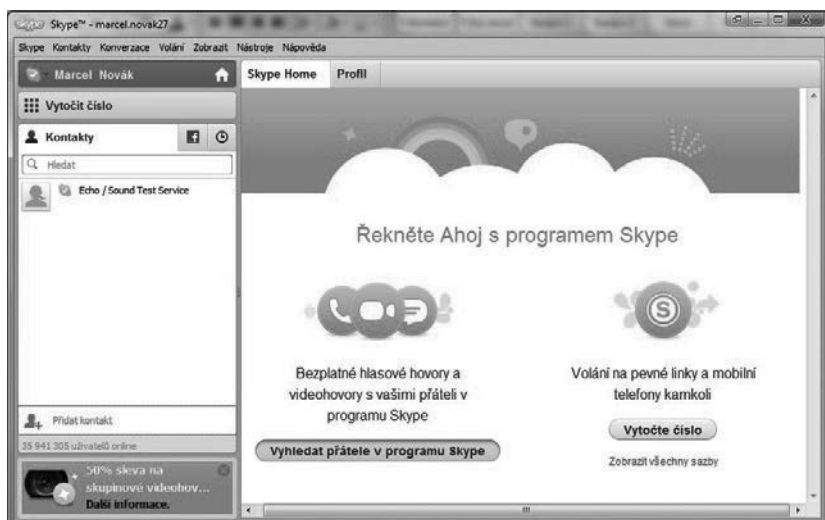 Skype™ - marcel.novak27
Skype Kontakty Konverzace Volání Zobrazit Nástroje Nápověda
Marcel Novák
Vytočit číslo
Kontakty
Hledat
Echo / Sound Test Service
Přidat kontakt
35 941 305 uživatelů online
50% sleva na
skupinové videohov...
Další informace.
Skype Home Profil
Řekněte Ahoj s programem Skype
Bezplatné hlasové hovory a
videohovory s vašimi přáteli v
programu Skype
Vyhledat přátele v programu Skype
Volání na pevné linky a mobilní
telefony kamkoli
Vytočte číslo
Zobrazit všechny sazby